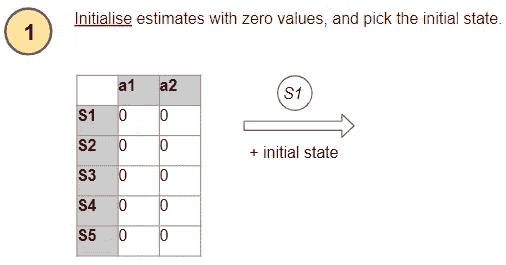 1
Initialise estimates with zero values, and pick the initial state.
a1 a2
S1 0 0
S2 0 0
S3 0 0
S4 0 0
S5 0 0
S1
+ initial state